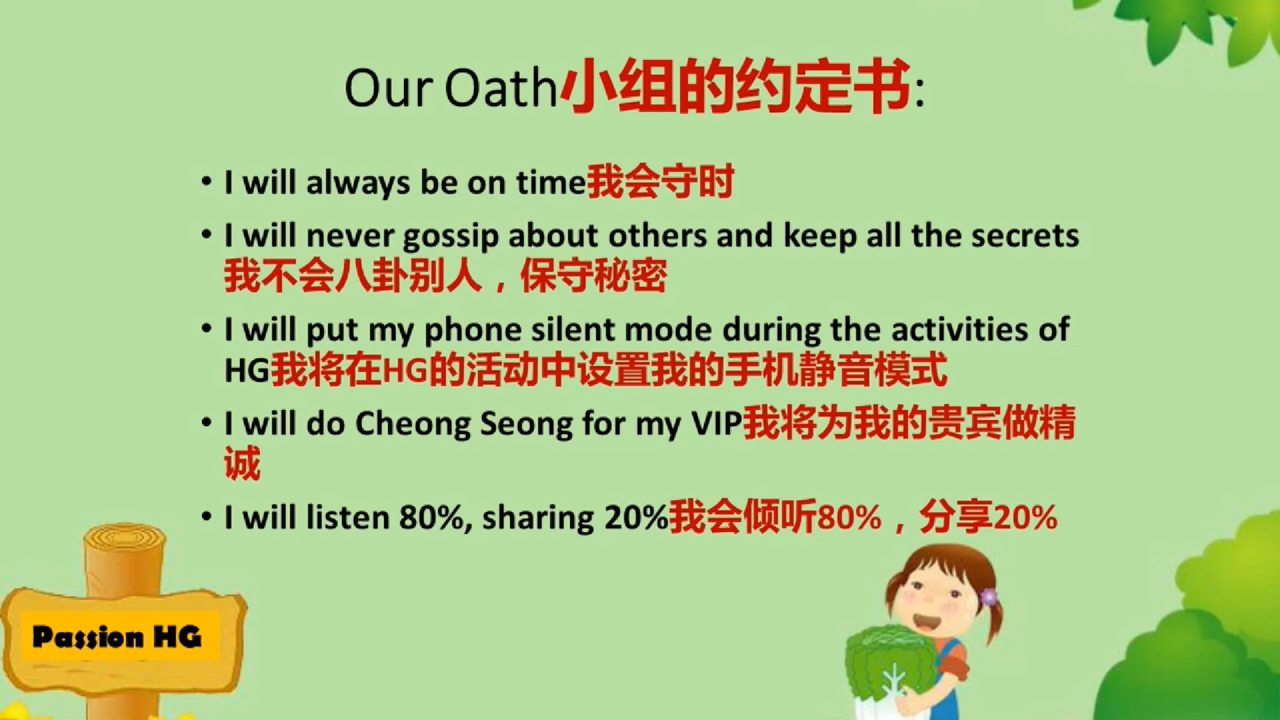 Our Oath小组的约定书:
• I will always be on time我会守时
• I will never gossip about others and keep all the secrets
我不会八卦别人，保守秘密
• I will put my phone silent mode during the activities of
HG我将在HG的活动中设置我的手机静音模式
• I will do Cheong Seong for my VIP我将为我的贵宾做精
诚
• I will listen 80%, sharing 20%我会倾听80%，分享20%
Passion HG